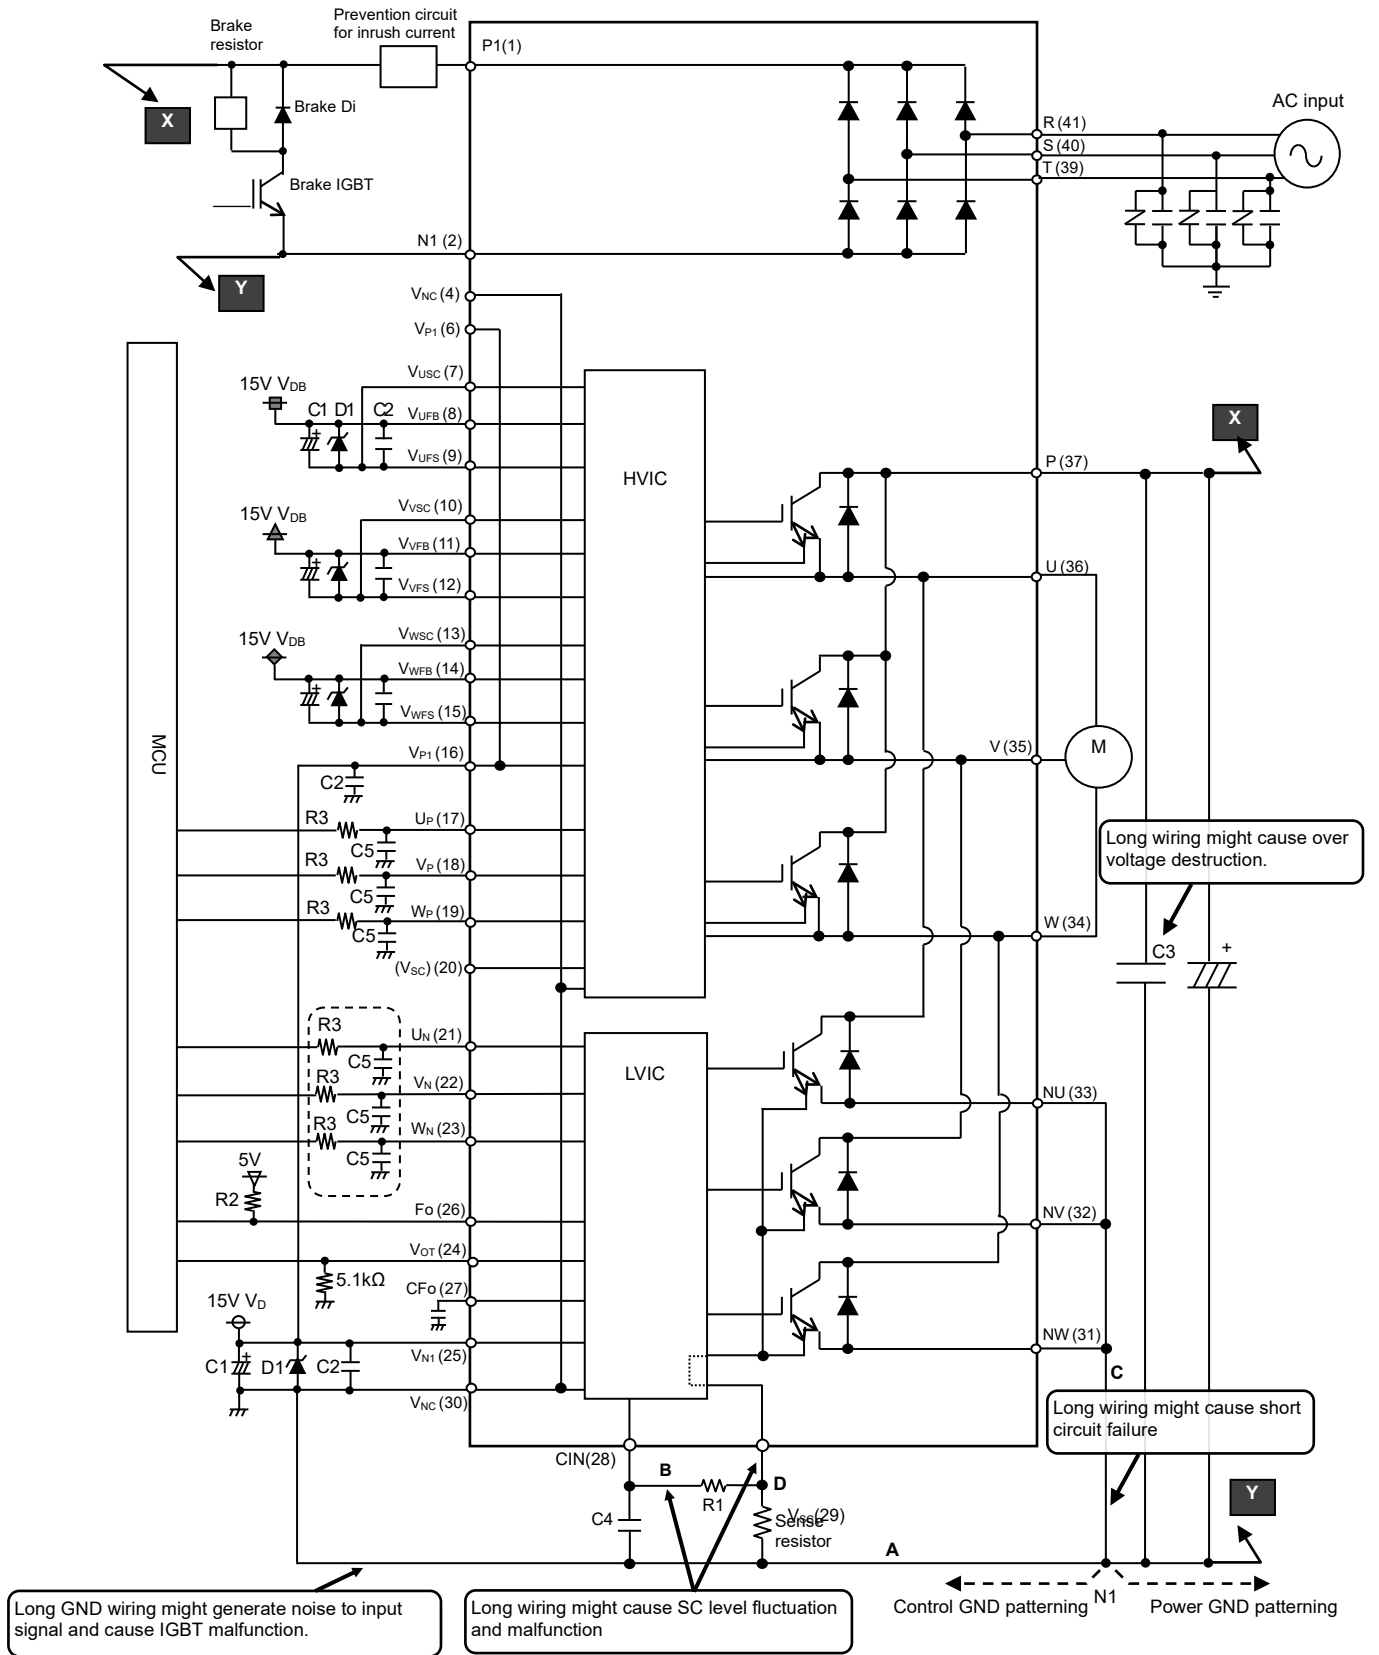 Brake
resistor
Prevention circuit
for inrush current
P1(1)
X
Brake Di
Brake IGBT
AC input
R (41)
S (40)
T (39)
N1 (2)
Y
VNC (4)
VP1 (6)
VUSC (7)
15V VDB
C1 D1 C2
VUFB (8)
VUFS (9)
HVIC
X
P (37)
VVSC (10)
15V VDB
VVFB (11)
VVFS (12)
U (36)
VWSC (13)
15V VDB
VWFB (14)
VWFS (15)
MCU
VP1 (16)
C2
V (35)
M
R3
UP (17)
C5
R3
VP (18)
C5
R3
WP (19)
C5
(VSC) (20)
Long wiring might cause over
voltage destruction.
W (34)
C3
+
R3
UN (21)
C5
R3
VN (22)
C5
R3
WN (23)
C5
LVIC
NU (33)
5V
R2
Fo (26)
NV (32)
VOT (24)
5.1kΩ
CFo (27)
15V VD
C1
D1
C2
VN1 (25)
VNC (30)
NW (31)
C
Long wiring might cause short
circuit failure
CIN(28)
B
R1
D
C4
VSC(29)
Sense
resistor
A
Y
N1
Control GND patterning
Power GND patterning
Long GND wiring might generate noise to input
signal and cause IGBT malfunction.
Long wiring might cause SC level fluctuation
and malfunction